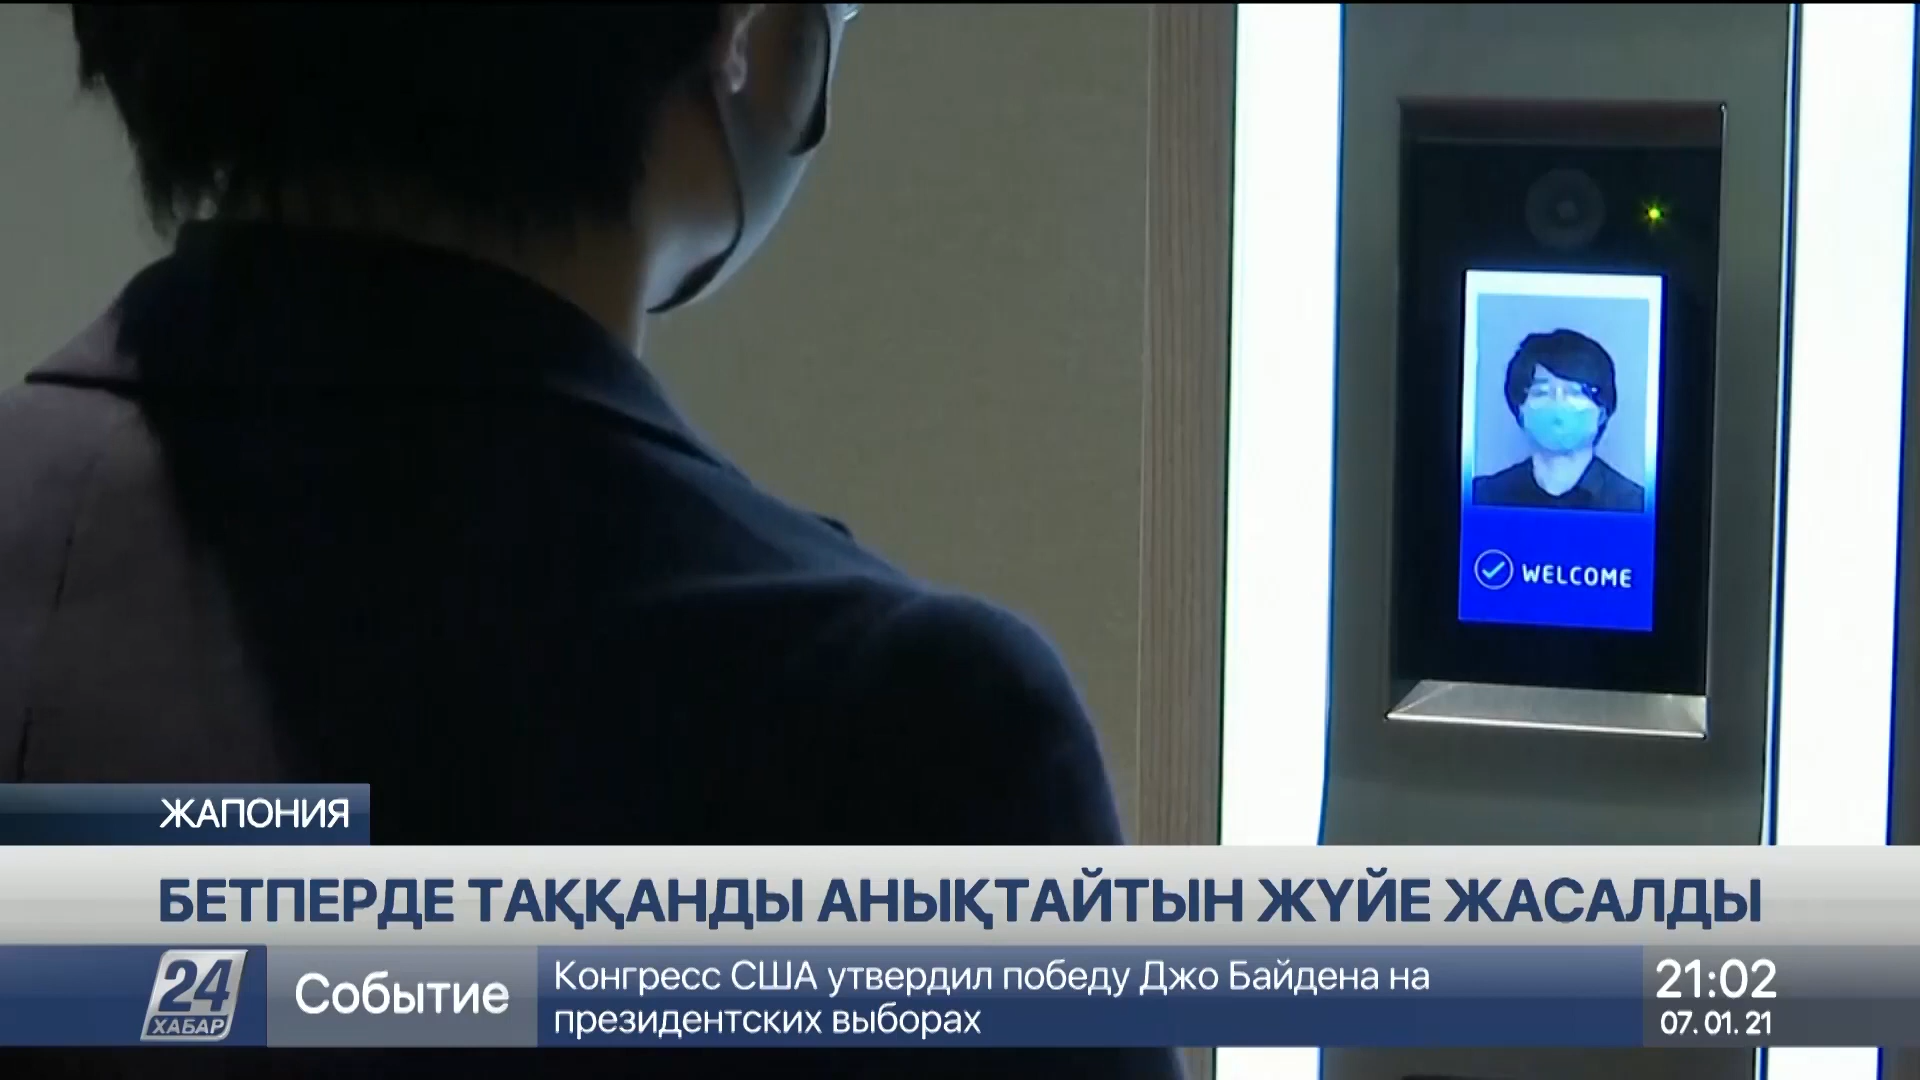 WELCOME
ЖАПОНИЯ
БЕТПЕРДЕ ТАҚҚАНДЫ АНЫҚТАЙТЫН ЖҮЙЕ ЖАСАЛДЫ
24
ХАБАР
Событие
Конгресс США утвердил победу Джо Байдена на
президентских выборах
21:02
07. 01. 21